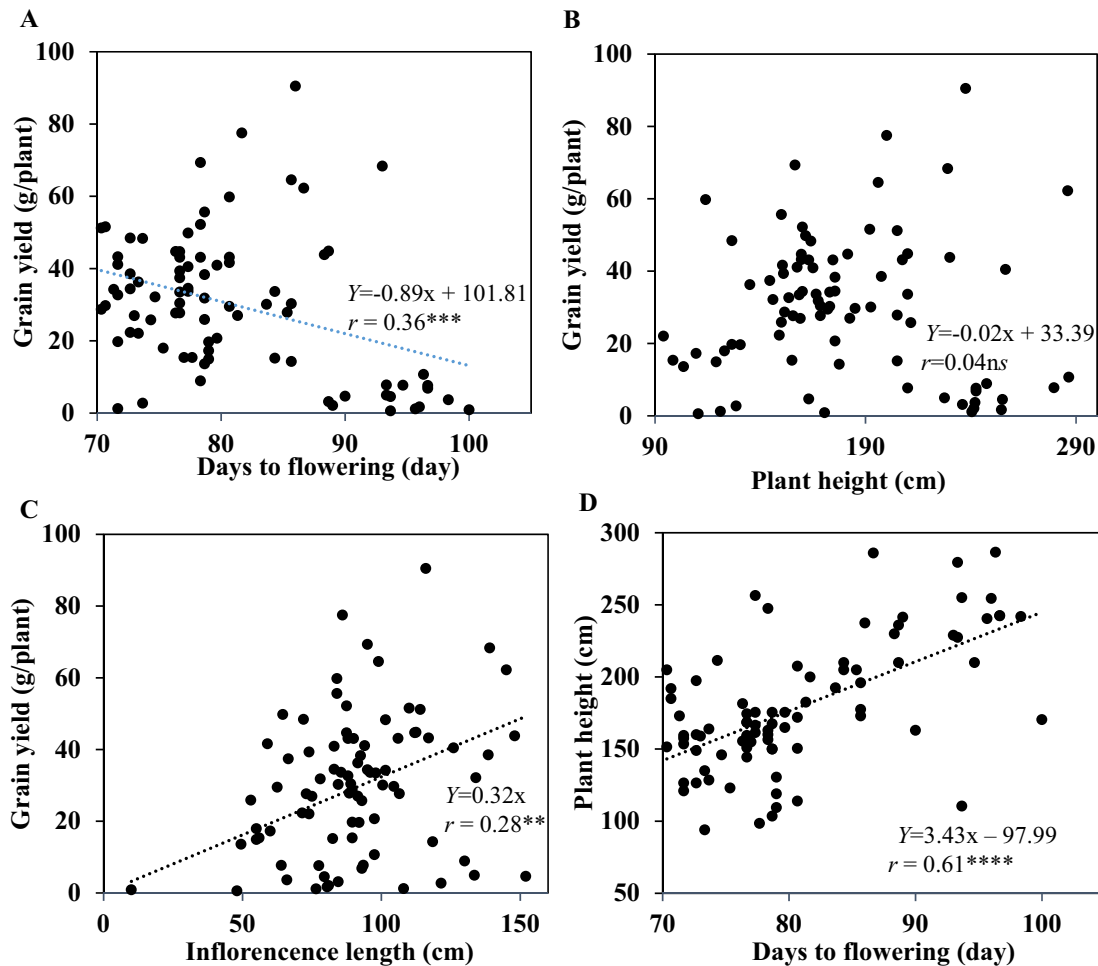 A
100
80
60
40
20
0
Grain yield (g/plant)
Y=-0.89x + 101.81
r = 0.36***
70 80 90 100
Days to flowering (day)
B
100
80
60
40
20
0
Grain yield (g/plant)
Y=-0.02x + 33.39
r=0.04ns
90 190 290
Plant height (cm)
C
100
80
60
40
20
0
Grain yield (g/plant)
Y=0.32x
r = 0.28**
0 50 100 150
Inflorencence length (cm)
D
300
250
200
150
100
50
Plant height (cm)
Y=3.43x – 97.99
r = 0.61****
70 80 90 100
Days to flowering (day)